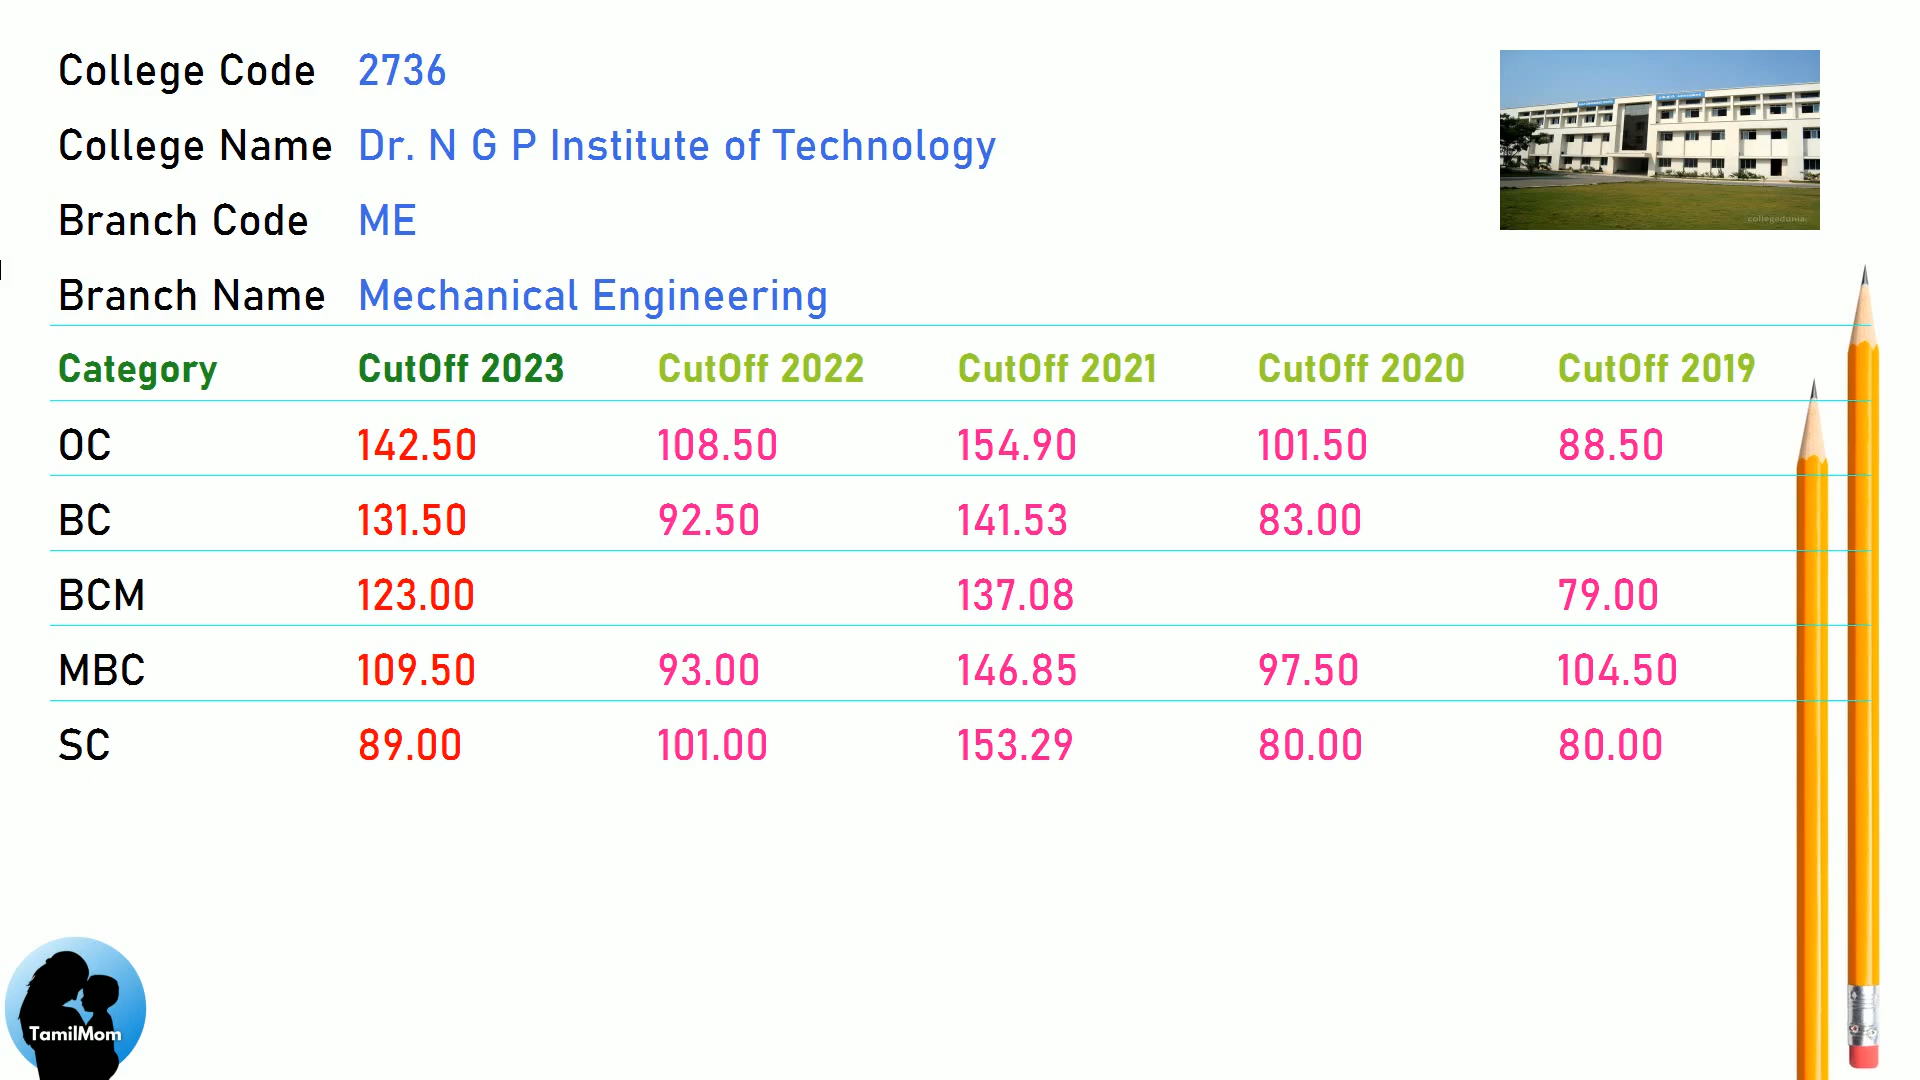 College Code 2736
College Name Dr. N G P Institute of Technology
Branch Code ME
Branch Name Mechanical Engineering
collegedunia
Category CutOff 2023 CutOff 2022 CutOff 2021 CutOff 2020 CutOff 2019
OC 142.50 108.50 154.90 101.50 88.50
BC 131.50 92.50 141.53 83.00
BCM 123.00 137.08 79.00
MBC 109.50 93.00 146.85 97.50 104.50
SC 89.00 101.00 153.29 80.00 80.00
TamilMom